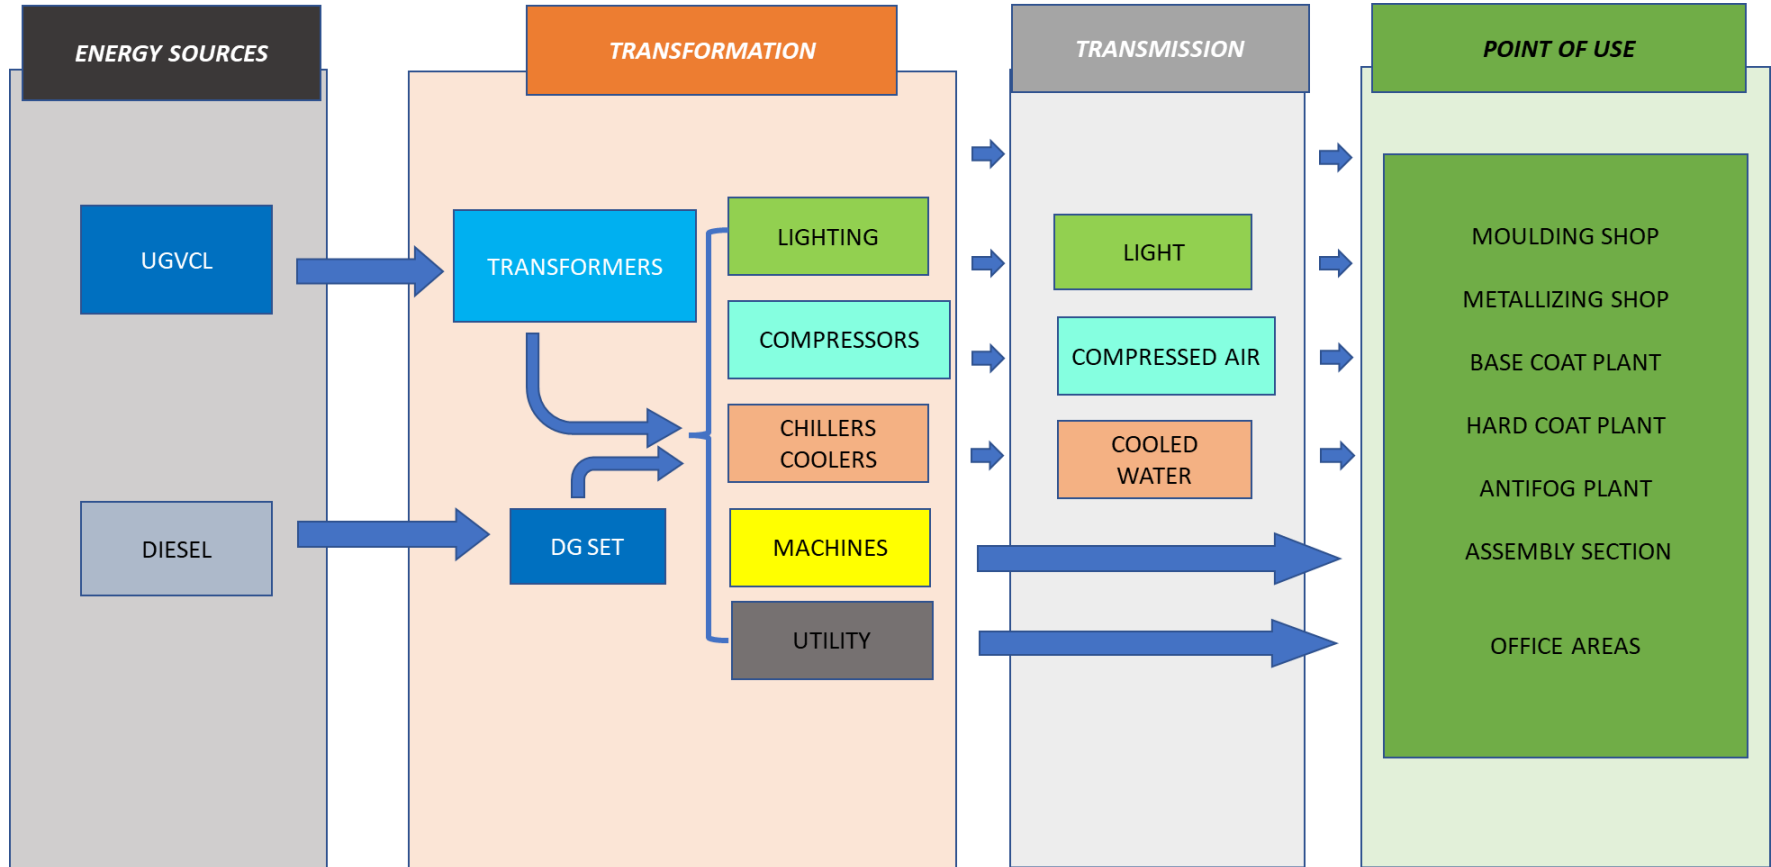 ENERGY SOURCES
TRANSFORMATION
TRANSMISSION
POINT OF USE
UGVCL
DIESEL
TRANSFORMERS
DG SET
LIGHTING
COMPRESSORS
CHILLERS
COOLERS
MACHINES
UTILITY
LIGHT
COMPRESSED AIR
COOLED
WATER
MOULDING SHOP
METALLIZING SHOP
BASE COAT PLANT
HARD COAT PLANT
ANTIFOG PLANT
ASSEMBLY SECTION
OFFICE AREAS